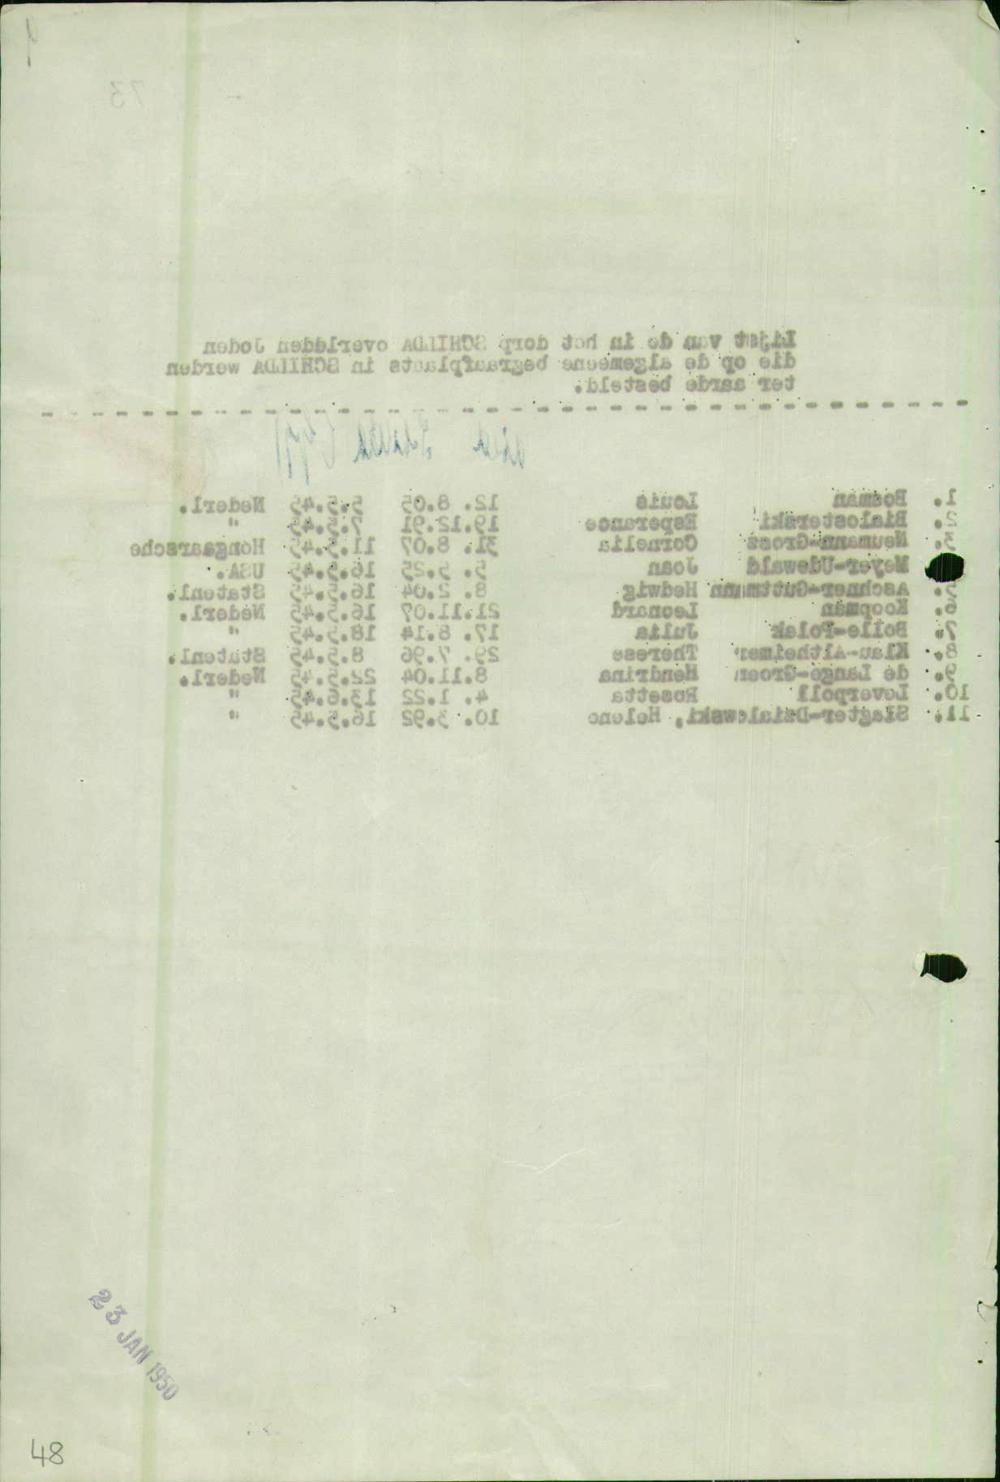 73
Lijst van de in het dorp SCHILDA overleden Joden
die op de algemeene begraafplaats in SCHILDA werden
ter aarde besteld.
1. Bosman Louis 12. 8.05 5.5.45 Nederl.
2. Bialosterski Esperance 19.12.91 7.5.45 "
3. Neumann-Gross Cornelia 31. 8.07 11.5.45 Hongaarsche
Meyer-Udewald Joan 5. 5.25 16.5.45 USA.
5. Aschner-Guttmann Hedwig 8. 2.04 16.5.45 Statenl.
6. Koopman Leonard 21.11.07 16.5.45 Nederl.
7. Bolle-Polak Julia 17. 8.14 18.5.45 "
8. Klau-Altheimer Therese 29. 7.96 8.5.45 Statenl.
9. de Lange-Groen Hendrina 8.11.04 22.5.45 Nederl.
10. Loverpoll Rosetta 4. 1.22 13.6.45 "
11. Slagter-Dzialowski, Helene 10. 3.92 16.5.45 "
23 JAN 1950
48